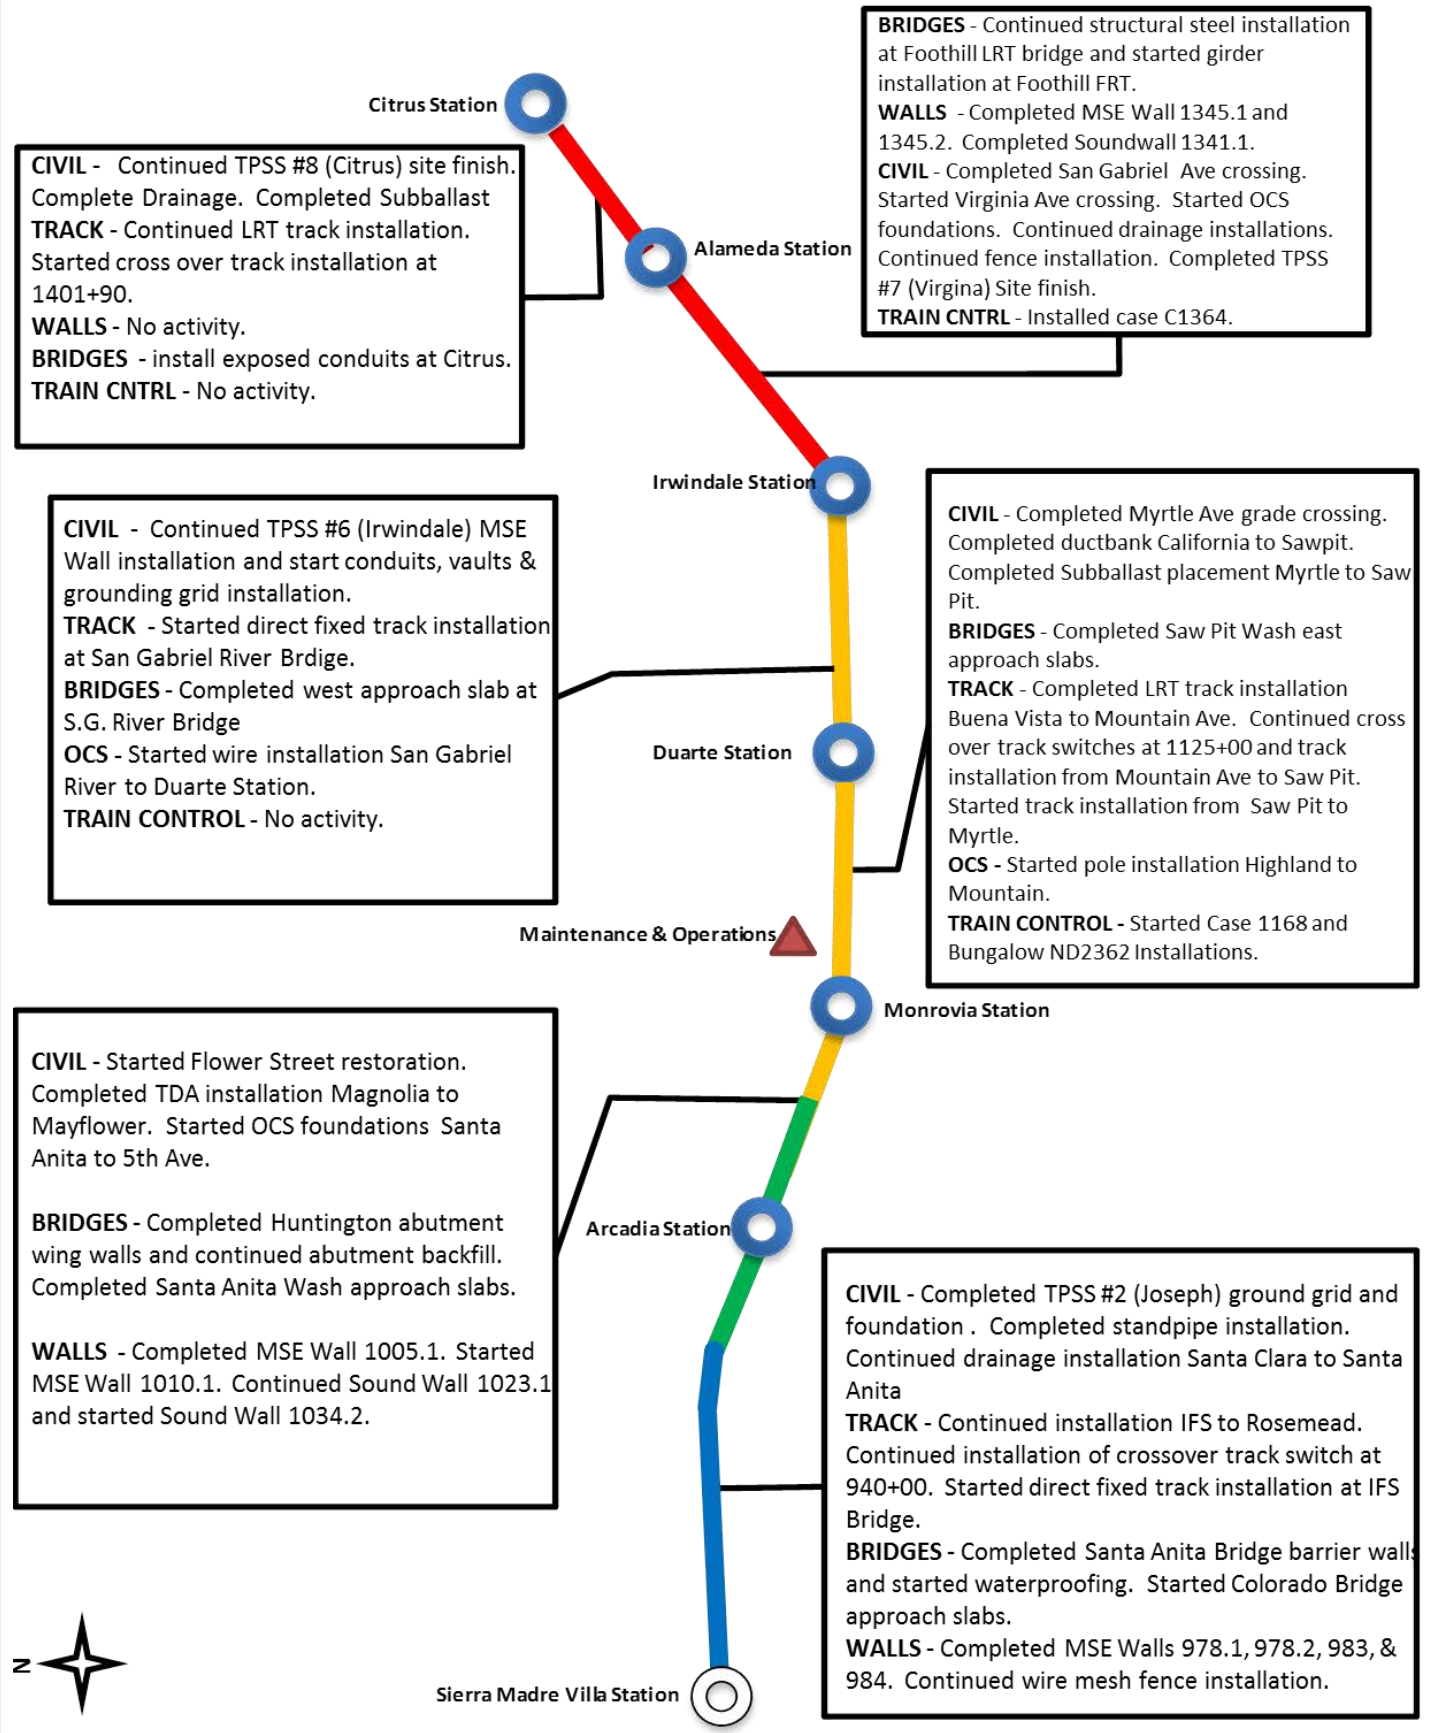 BRIDGES - Continued structural steel installation
at Foothill LRT bridge and started girder
installation at Foothill FRT.
WALLS - Completed MSE Wall 1345.1 and
1345.2. Completed Soundwall 1341.1.
CIVIL - Completed San Gabriel Ave crossing.
Started Virginia Ave crossing. Started OCS
foundations. Continued drainage installations.
Continued fence installation. Completed TPSS
#7 (Virgina) Site finish.
TRAIN CNTRL - Installed case C1364.
Citrus Station
CIVIL - Continued TPSS #8 (Citrus) site finish.
Complete Drainage. Completed Subballast
TRACK - Continued LRT track installation.
Started cross over track installation at
1401+90.
WALLS - No activity.
BRIDGES - install exposed conduits at Citrus.
TRAIN CNTRL - No activity.
Alameda Station
Irwindale Station
CIVIL - Continued TPSS #6 (Irwindale) MSE
Wall installation and start conduits, vaults &
grounding grid installation.
TRACK - Started direct fixed track installation
at San Gabriel River Brdige.
BRIDGES - Completed west approach slab at
S.G. River Bridge
OCS - Started wire installation San Gabriel
River to Duarte Station.
TRAIN CONTROL - No activity.
CIVIL - Completed Myrtle Ave grade crossing.
Completed ductbank California to Sawpit.
Completed Subballast placement Myrtle to Saw
Pit.
BRIDGES - Completed Saw Pit Wash east
approach slabs.
TRACK - Completed LRT track installation
Buena Vista to Mountain Ave. Continued cross
over track switches at 1125+00 and track
installation from Mountain Ave to Saw Pit.
Started track installation from Saw Pit to
Myrtle.
OCS - Started pole installation Highland to
Mountain.
TRAIN CONTROL - Started Case 1168 and
Bungalow ND2362 Installations.
Duarte Station
Maintenance & Operations
Monrovia Station
CIVIL - Started Flower Street restoration.
Completed TDA installation Magnolia to
Mayflower. Started OCS foundations Santa
Anita to 5th Ave.
BRIDGES - Completed Huntington abutment
wing walls and continued abutment backfill.
Completed Santa Anita Wash approach slabs.
WALLS - Completed MSE Wall 1005.1. Started
MSE Wall 1010.1. Continued Sound Wall 1023.1
and started Sound Wall 1034.2.
Arcadia Station
CIVIL - Completed TPSS #2 (Joseph) ground grid and
foundation . Completed standpipe installation.
Continued drainage installation Santa Clara to Santa
Anita
TRACK - Continued installation IFS to Rosemead.
Continued installation of crossover track switch at
940+00. Started direct fixed track installation at IFS
Bridge.
BRIDGES - Completed Santa Anita Bridge barrier walls
and started waterproofing. Started Colorado Bridge
approach slabs.
WALLS - Completed MSE Walls 978.1, 978.2, 983, &
984. Continued wire mesh fence installation.
N
Sierra Madre Villa Station